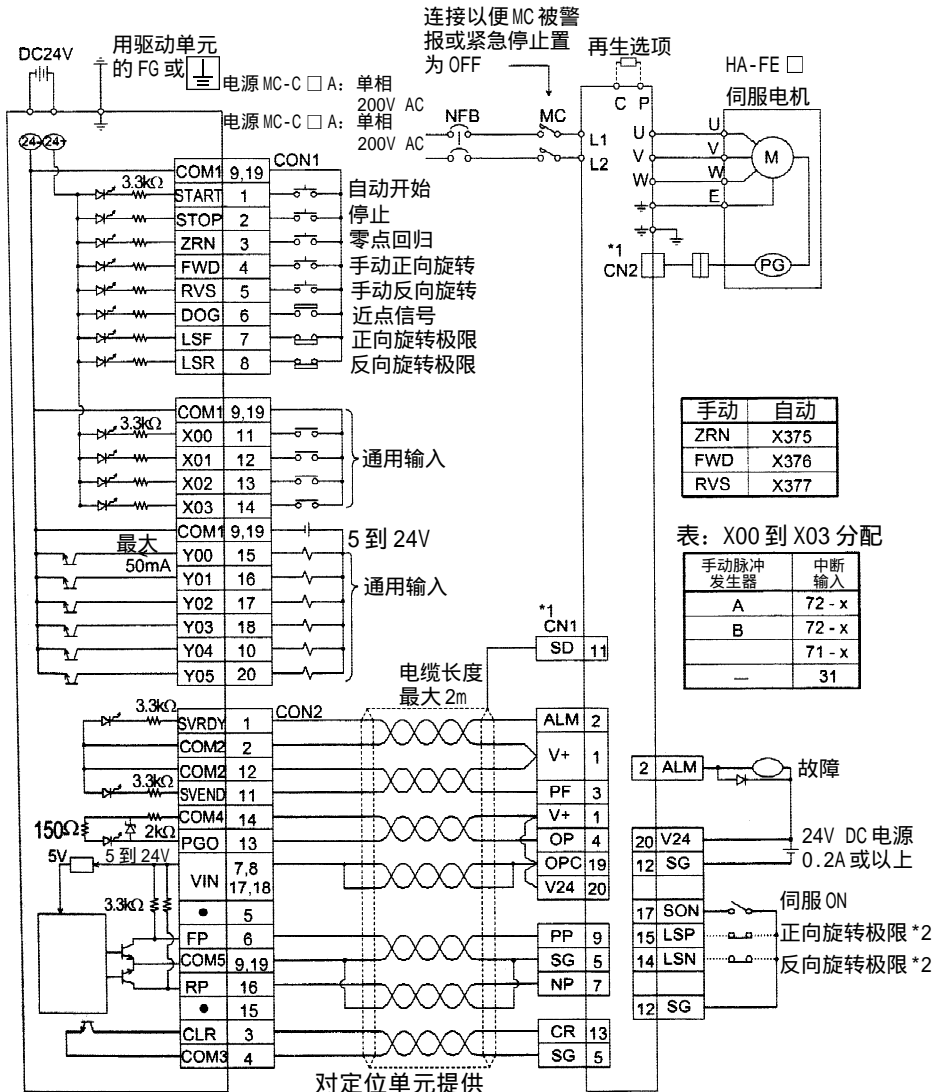 连接以便 MC 被警
报或紧急停止置
为 OFF
再生选项
DC24V
用驱动单元
的 FG 或
电源 MC-C □ A: 单相
200V AC
电源 MC-C □ A: 单相
200V AC
NFB
MC
C P
HA-FE □
伺服电机
L1
L2
U
V
W
U
V
W
E
M
PG
*1
CN2
24- 24+
CON1
COM1 9,19
3.3kΩ
START 1 自动开始
STOP 2 停止
ZRN 3 零点回归
FWD 4 手动正向旋转
RVS 5 手动反向旋转
DOG 6 近点信号
LSF 7 正向旋转极限
LSR 8 反向旋转极限
COM1 9,19
3.3kΩ
X00 11
X01 12
X02 13
X03 14
通用输入
COM1 9,19
5 到 24V
最大
50mA
Y00 15
Y01 16
Y02 17
Y03 18
Y04 10
Y05 20
通用输入
手动 自动
ZRN X375
FWD X376
RVS X377
表: X00 到 X03 分配
手动脉冲
发生器
中断
输入
A 72 - x
B 72 - x
71 - x
— 31
*1
CN1
SD 11
电缆长度
最大 2m
CON2
3.3kΩ
SVRDY 1
COM2 2
COM2 12
3.3kΩ
SVEND 11
COM4 14
150Ω
2kΩ
PGO 13
5V
5 到 24V
VIN 7,8
17,18
3.3kΩ
● 5
FP 6
COM5 9,19
RP 16
● 15
CLR 3
COM3 4
ALM 2
V+ 1
PF 3
V+ 1
OP 4
OPC 19
V24 20
PP 9
SG 5
NP 7
CR 13
SG 5
2 ALM 故障
20 V24
12 SG
24V DC 电源
0.2A 或以上
17 SON 伺服 ON
15 LSP 正向旋转极限 *2
14 LSN 反向旋转极限 *2
12 SG
对定位单元提供